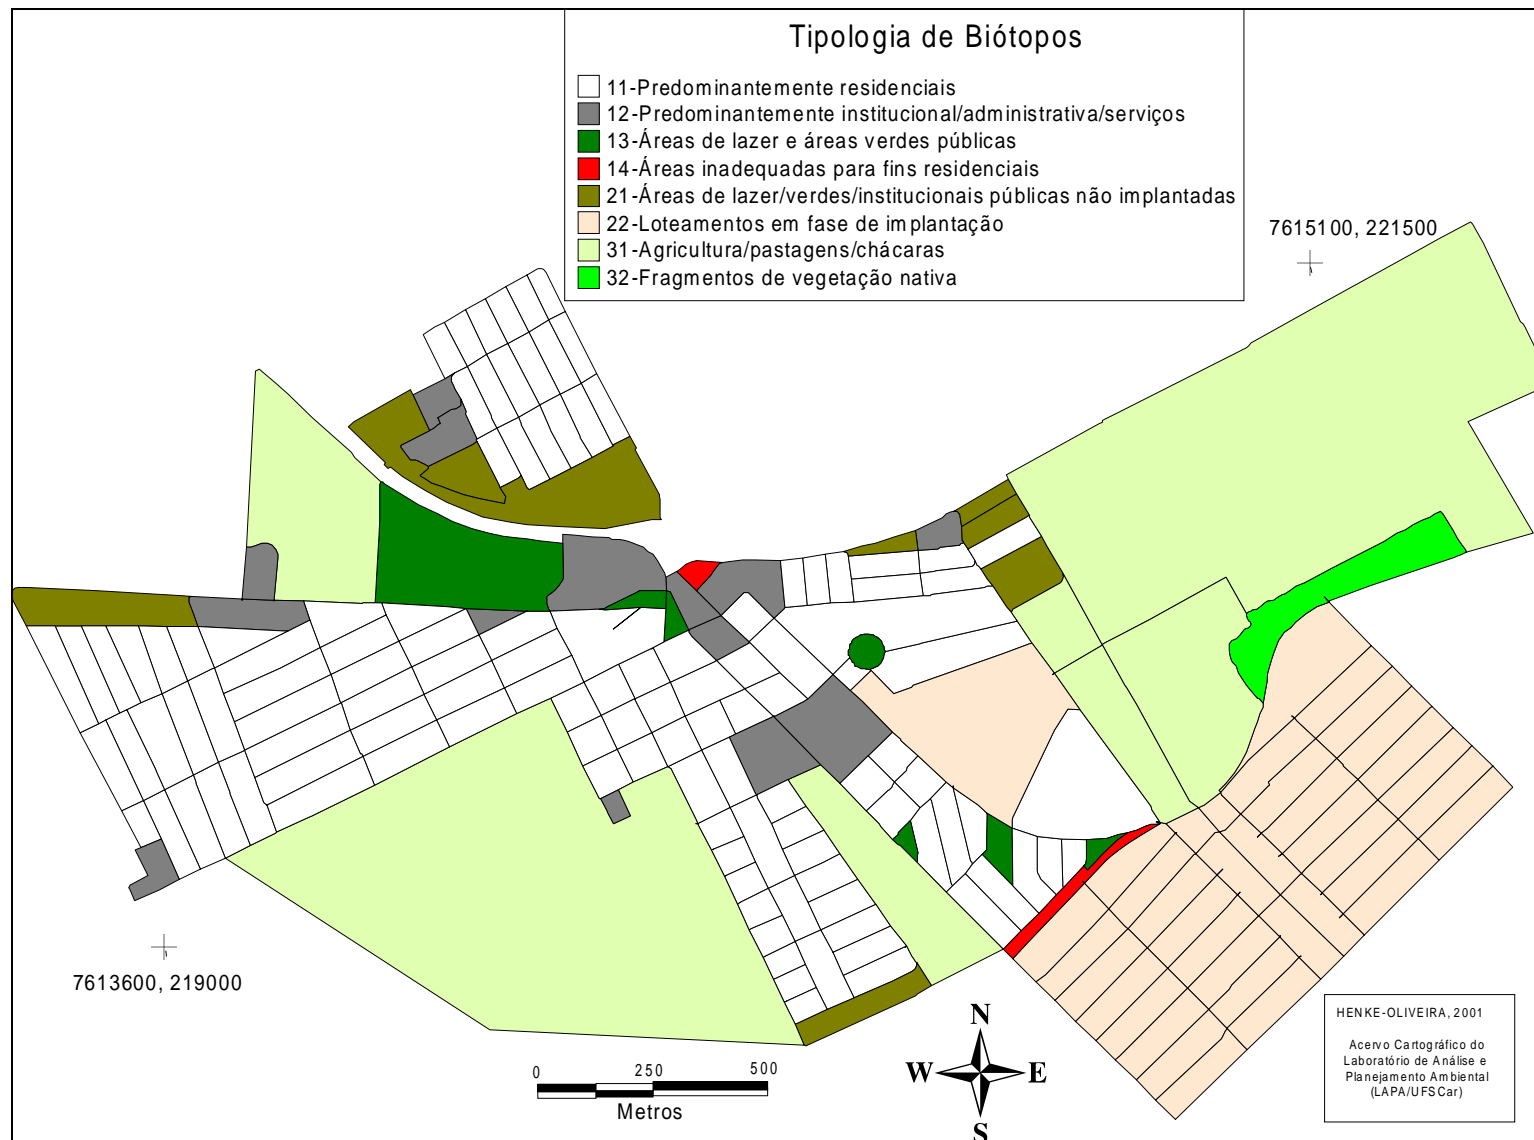 Tipologia de Biótopos
11-Predominantemente residenciais
12-Predominantemente institucional/administrativa/serviços
13-Áreas de lazer e áreas verdes públicas
14-Áreas inadequadas para fins residenciais
21-Áreas de lazer/verdes/institucionais públicas não implantadas
22-Loteamentos em fase de implantação
31-Agricultura/pastagens/chácaras
32-Fragmentos de vegetação nativa
7615100, 221500
7613600, 219000
0 250 500
Metros
N
W E
S
HENKE-OLIVEIRA, 2001
Acervo Cartográfico do
Laboratório de Análise e
Planejamento Ambiental
(LAPA/UFSCar)